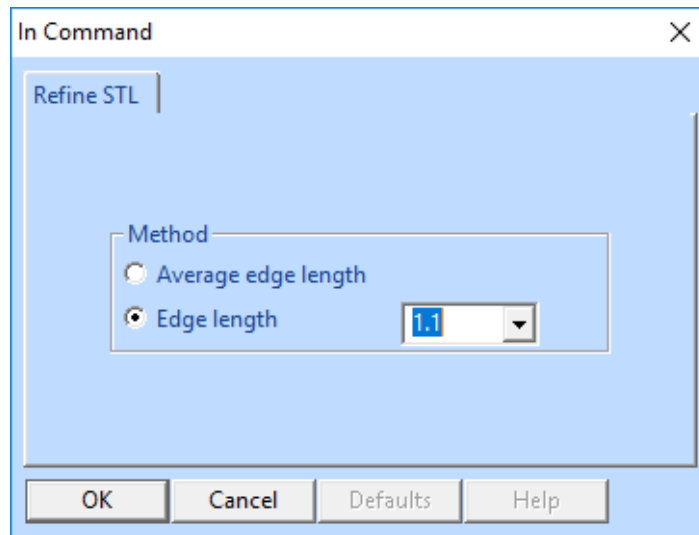 In Command
Refine STL
Method
Average edge length
Edge length 1.1
OK Cancel Defaults Help